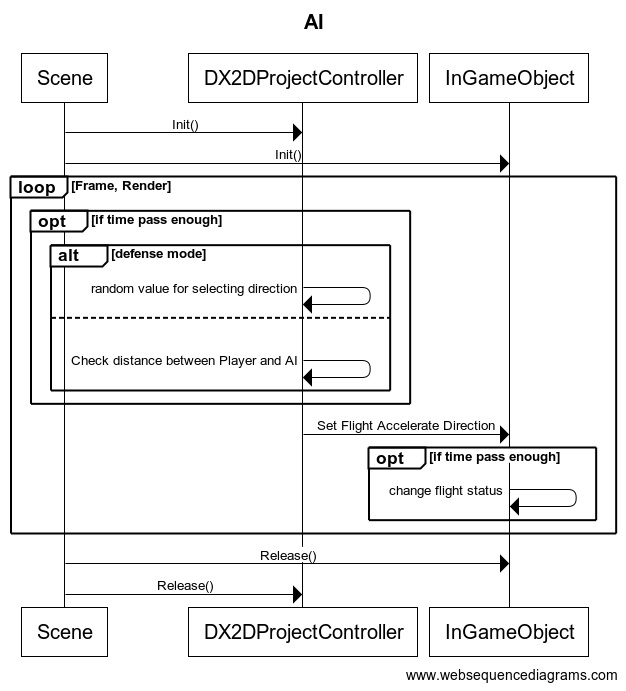 AI
Scene DX2DProjectController InGameObject
Init()
Init()
loop [Frame, Render]
opt [if time pass enough]
alt [defense mode]
random value for selecting direction
Check distance between Player and AI
Set Flight Accelerate Direction
opt [if time pass enough]
change flight status
Release()
Release()
Scene DX2DProjectController InGameObject
www.websequencediagrams.com